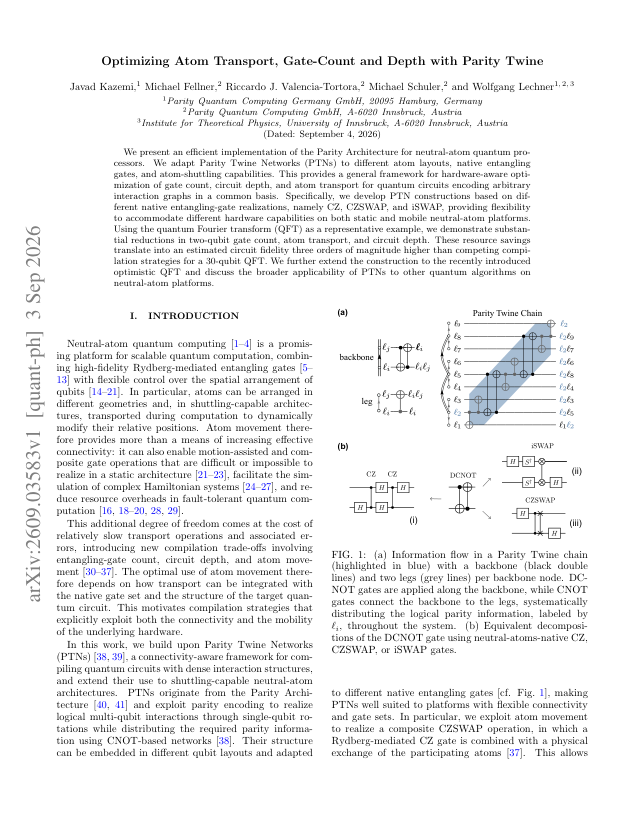 Optimizing Atom Transport, Gate-Count and Depth with Parity Twine
Javad Kazemi,1 Michael Fellner,2 Riccardo J. Valencia-Tortora,2 Michael Schuler,2 and Wolfgang Lechner1, 2, 3
1Parity Quantum Computing Germany GmbH, 20095 Hamburg, Germany
2Parity Quantum Computing GmbH, A-6020 Innsbruck, Austria
3Institute for Theoretical Physics, University of Innsbruck, A-6020 Innsbruck, Austria
(Dated: September 4, 2026)
We present an efficient implementation of the Parity Architecture for neutral-atom quantum pro-
cessors. We adapt Parity Twine Networks (PTNs) to different atom layouts, native entangling
gates, and atom-shuttling capabilities. This provides a general framework for hardware-aware opti-
mization of gate count, circuit depth, and atom transport for quantum circuits encoding arbitrary
interaction graphs in a common basis. Specifically, we develop PTN constructions based on dif-
ferent native entangling-gate realizations, namely CZ, CZSWAP, and iSWAP, providing flexibility
to accommodate different hardware capabilities on both static and mobile neutral-atom platforms.
Using the quantum Fourier transform (QFT) as a representative example, we demonstrate substan-
tial reductions in two-qubit gate count, atom transport, and circuit depth. These resource savings
translate into an estimated circuit fidelity three orders of magnitude higher than competing compi-
lation strategies for a 30-qubit QFT. We further extend the construction to the recently introduced
optimistic QFT and discuss the broader applicability of PTNs to other quantum algorithms on
neutral-atom platforms.
arXiv:2609.03583v1 [quant-ph] 3 Sep 2026
I. INTRODUCTION
Neutral-atom quantum computing [1–4] is a promis-
ing platform for scalable quantum computation, combin-
ing high-fidelity Rydberg-mediated entangling gates [5–
13] with flexible control over the spatial arrangement of
qubits [14–21]. In particular, atoms can be arranged in
different geometries and, in shuttling-capable architec-
tures, transported during computation to dynamically
modify their relative positions. Atom movement there-
fore provides more than a means of increasing effective
connectivity: it can also enable motion-assisted and com-
posite gate operations that are difficult or impossible to
realize in a static architecture [21–23], facilitate the sim-
ulation of complex Hamiltonian systems [24–27], and re-
duce resource overheads in fault-tolerant quantum com-
putation [16, 18–20, 28, 29].
This additional degree of freedom comes at the cost of
relatively slow transport operations and associated er-
rors, introducing new compilation trade-offs involving
entangling-gate count, circuit depth, and atom move-
ment [30–37]. The optimal use of atom movement there-
fore depends on how transport can be integrated with
the native gate set and the structure of the target quan-
tum circuit. This motivates compilation strategies that
explicitly exploit both the connectivity and the mobility
of the underlying hardware.
In this work, we build upon Parity Twine Networks
(PTNs) [38, 39], a connectivity-aware framework for com-
piling quantum circuits with dense interaction structures,
and extend their use to shuttling-capable neutral-atom
architectures. PTNs originate from the Parity Archi-
tecture [40, 41] and exploit parity encoding to realize
logical multi-qubit interactions through single-qubit ro-
tations while distributing the required parity informa-
tion using CNOT-based networks [38]. Their structure
can be embedded in different qubit layouts and adapted
(a)
Parity Twine Chain
backbone
ℓj
ℓi
ℓi
ℓiℓj
leg
ℓj
ℓi
ℓiℓj
ℓi
ℓ9
ℓ8
ℓ7
ℓ6
ℓ5
ℓ4
ℓ3
ℓ2
ℓ1
ℓ2
ℓ2ℓ9
ℓ2ℓ7
ℓ2ℓ6
ℓ2ℓ8
ℓ2ℓ4
ℓ2ℓ3
ℓ2ℓ5
ℓ1ℓ2
(b)
CZ CZ
H H
H H
(i)
DCNOT
iSWAP
H S†
S† H
(ii)
CZSWAP
H
H
(iii)
FIG. 1: (a) Information flow in a Parity Twine chain
(highlighted in blue) with a backbone (black double
lines) and two legs (grey lines) per backbone node. DC-
NOT gates are applied along the backbone, while CNOT
gates connect the backbone to the legs, systematically
distributing the logical parity information, labeled by
ℓi, throughout the system. (b) Equivalent decomposi-
tions of the DCNOT gate using neutral-atoms-native CZ,
CZSWAP, or iSWAP gates.
to different native entangling gates [cf. Fig. 1], making
PTNs well suited to platforms with flexible connectivity
and gate sets. In particular, we exploit atom movement
to realize a composite CZSWAP operation, in which a
Rydberg-mediated CZ gate is combined with a physical
exchange of the participating atoms [37]. This allows